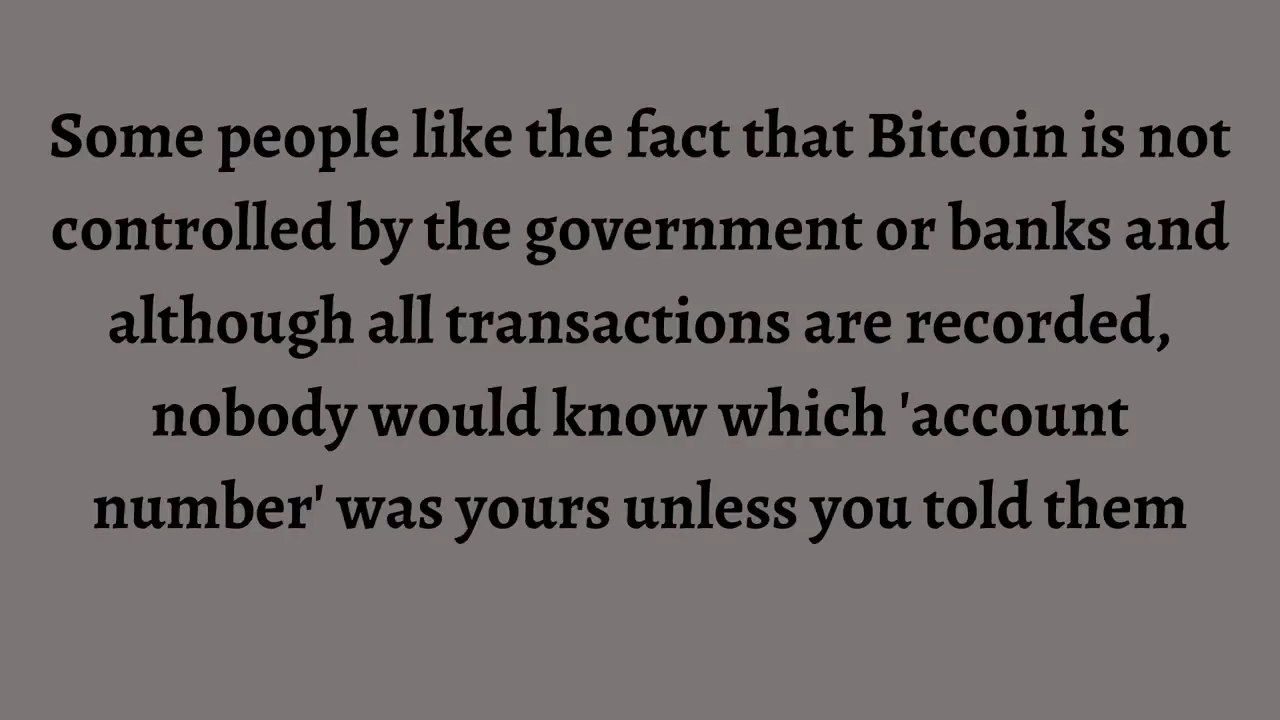 Some people like the fact that Bitcoin is not
controlled by the government or banks and
although all transactions are recorded,
nobody would know which 'account
number' was yours unless you told them